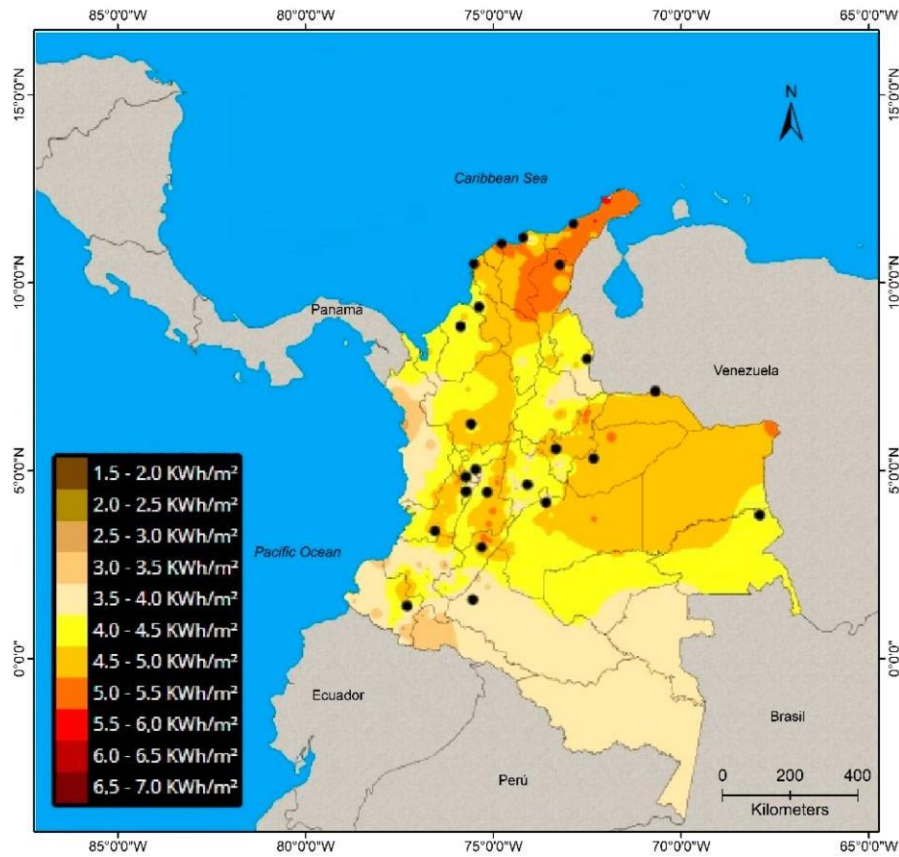 85°0'0"W 80°0'0"W 75°0'0"W 70°0'0"W 65°0'0"W
15°0'0"N
15°0'0"N
N
Caribbean Sea
10°0'0"N
10°0'0"N
Panamá
Venezuela
5°0'0"N
5°0'0"N
1.5 - 2.0 KWh/m²
2.0 - 2.5 KWh/m²
2.5 - 3.0 KWh/m²
3.0 - 3.5 KWh/m²
3.5 - 4.0 KWh/m²
4.0 - 4.5 KWh/m²
4.5 - 5.0 KWh/m²
5.0 - 5.5 KWh/m²
5.5 - 6,0 KWh/m²
6.0 - 6.5 KWh/m²
6,5 - 7.0 KWh/m²
Pacific Ocean
0°0'0"
0°0'0"
Ecuador
Brasil
Perú
0 200 400
Kilometers
85°0'0"W 80°0'0"W 75°0'0"W 70°0'0"W 65°0'0"W